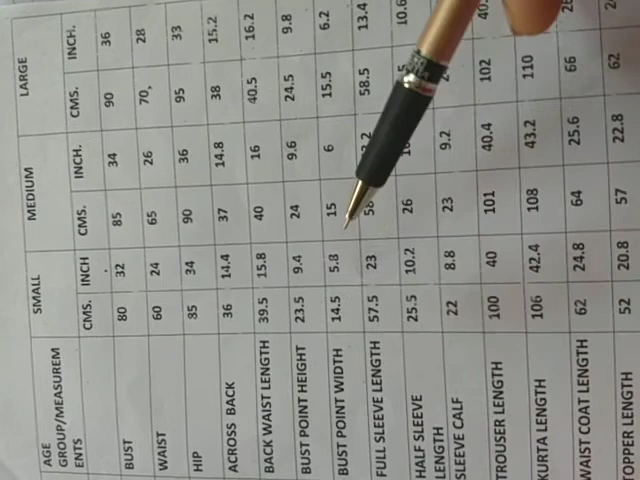 AGE GROUP/MEASUREM ENTS SMALL MEDIUM LARGE
CMS. INCH CMS. INCH. CMS. INCH.
BUST 80 32 85 34 90 36
WAIST 60 24 65 26 70, 28
HIP 85 34 90 36 95 33
ACROSS BACK 36 14.4 37 14.8 38 15.2
BACK WAIST LENGTH 39.5 15.8 40 16 40.5 16.2
BUST POINT HEIGHT 23.5 9.4 24 9.6 24.5 9.8
BUST POINT WIDTH 14.5 5.8 15 6 15.5 6.2
FULL SLEEVE LENGTH 57.5 23 58.5 13.4
HALF SLEEVE LENGTH 25.5 10.2 26 10.6
SLEEVE CALF 22 8.8 23 9.2
TROUSER LENGTH 100 40 101 40.4 102
KURTA LENGTH 106 42.4 108 43.2 110
WAIST COAT LENGTH 62 24.8 64 25.6 66
TOPPER LENGTH 52 20.8 57 22.8 62